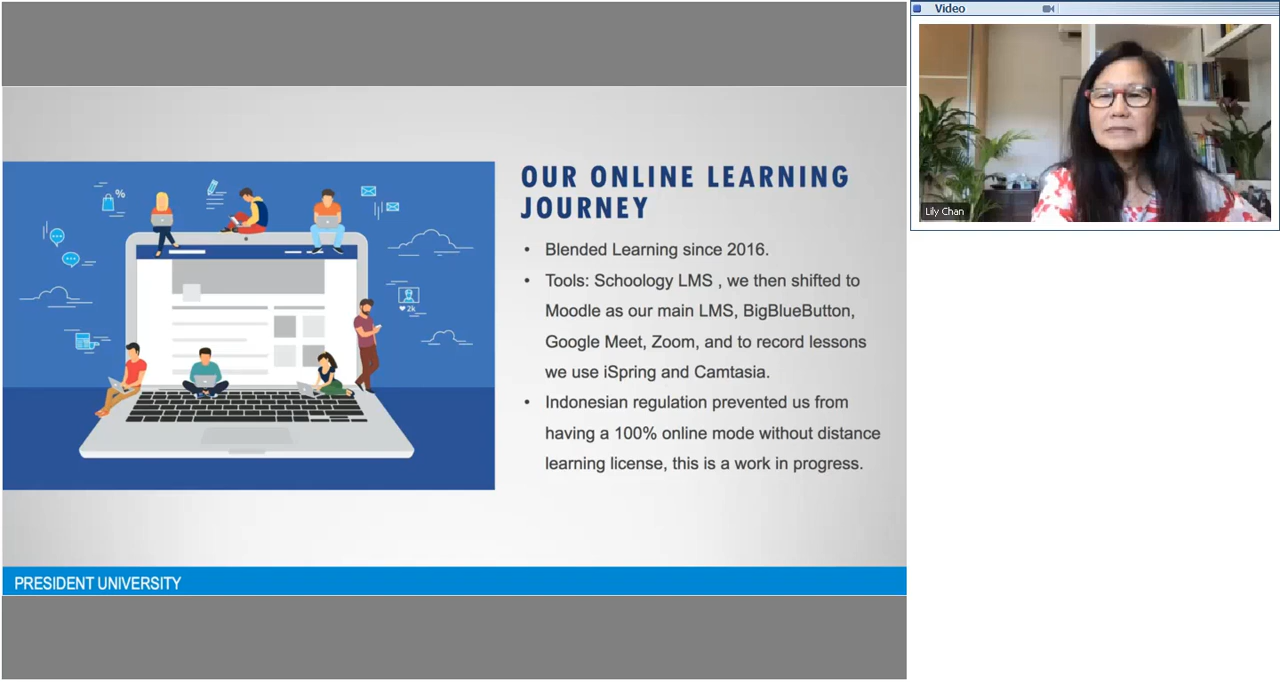 Video
Lily Chan
OUR ONLINE LEARNING
JOURNEY
• Blended Learning since 2016.
• Tools: Schoology LMS , we then shifted to
Moodle as our main LMS, BigBlueButton,
Google Meet, Zoom, and to record lessons
we use iSpring and Camtasia.
• Indonesian regulation prevented us from
having a 100% online mode without distance
learning license, this is a work in progress.
%
2k
PRESIDENT UNIVERSITY